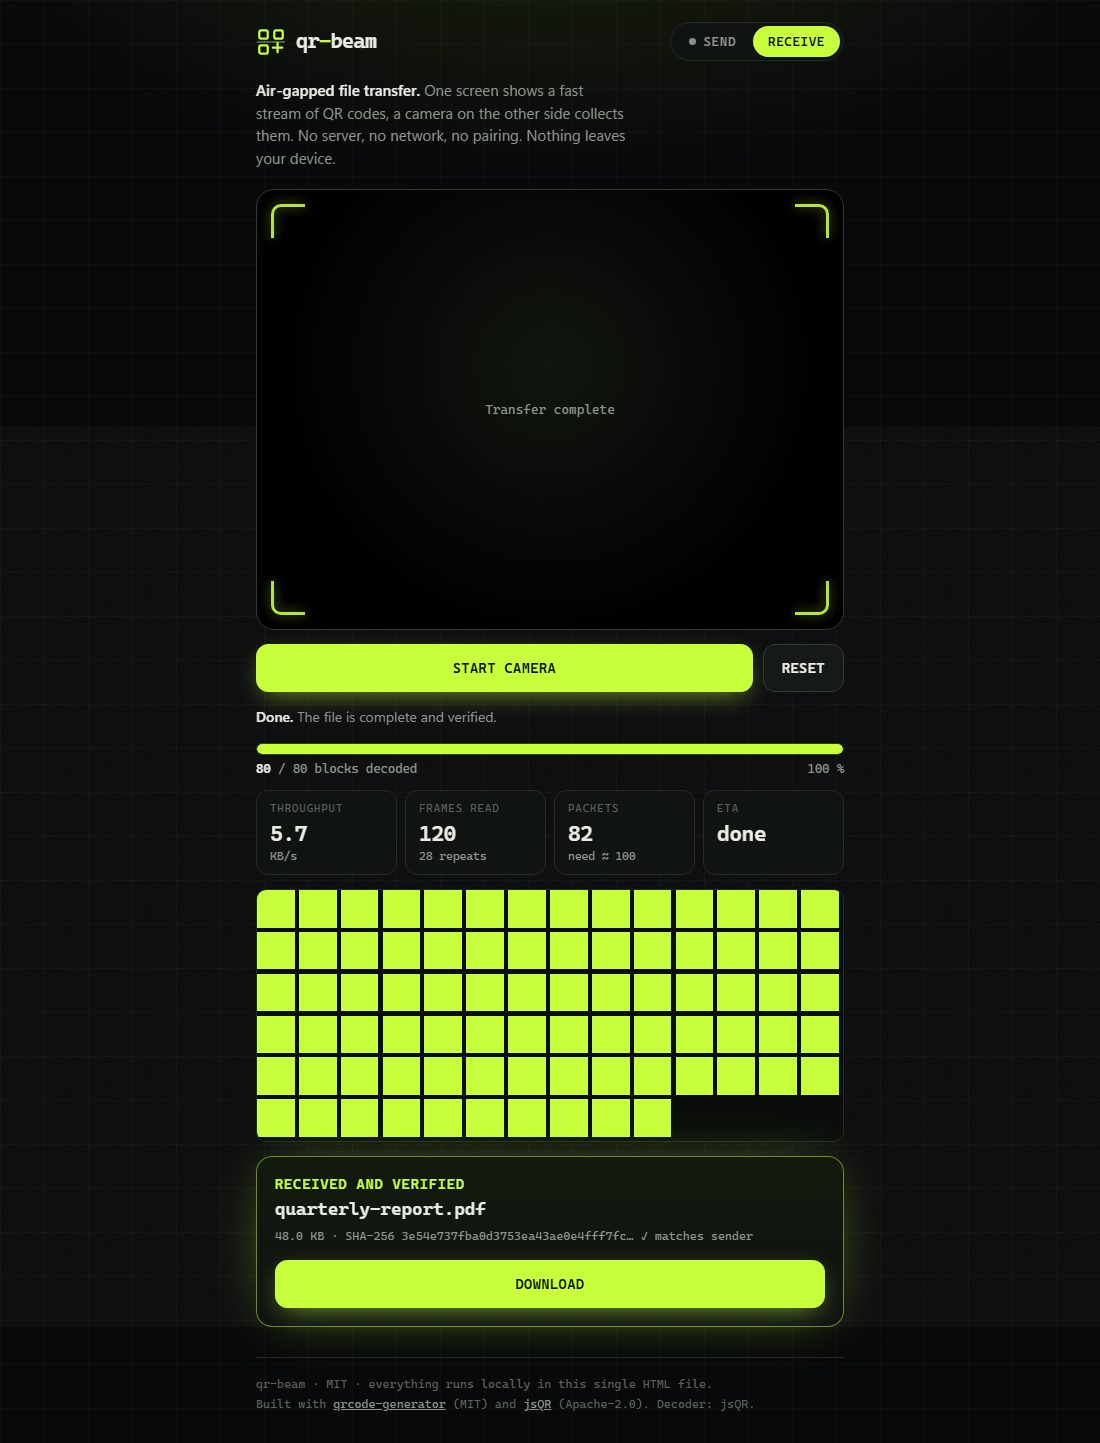 qr-beam
SEND
RECEIVE
Air-gapped file transfer. One screen shows a fast
stream of QR codes, a camera on the other side collects
them. No server, no network, no pairing. Nothing leaves
your device.
Transfer complete
START CAMERA
RESET
Done. The file is complete and verified.
80 / 80 blocks decoded
100 %
THROUGHPUT
5.7
KB/s
FRAMES READ
120
28 repeats
PACKETS
82
need ≈ 100
ETA
done
RECEIVED AND VERIFIED
quarterly-report.pdf
48.0 KB · SHA-256 3e54e737fba0d3753ea43ae0e4fff7fc… ✓ matches sender
DOWNLOAD
qr-beam · MIT · everything runs locally in this single HTML file.
Built with qrcode-generator (MIT) and jsQR (Apache-2.0). Decoder: jsQR.